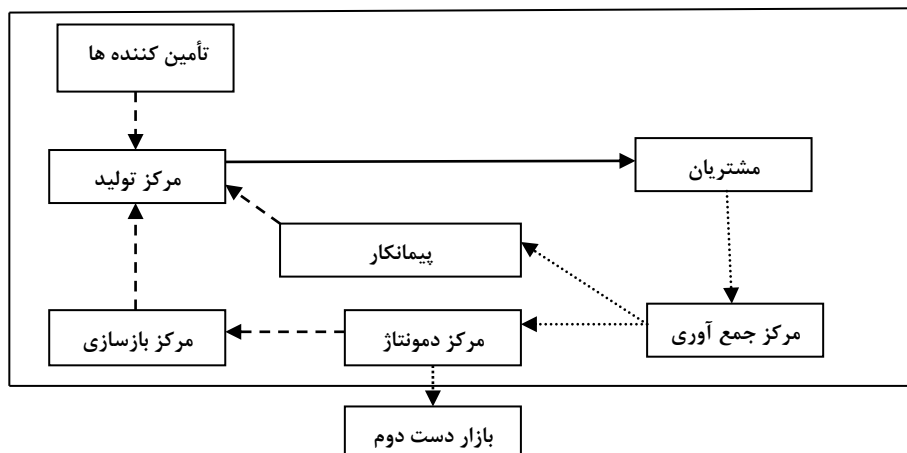 تأمین کننده ها
مرکز تولید
مشتریان
پیمانکار
مرکز بازسازی
مرکز دمونتاژ
مرکز جمع آوری
بازار دست دوم